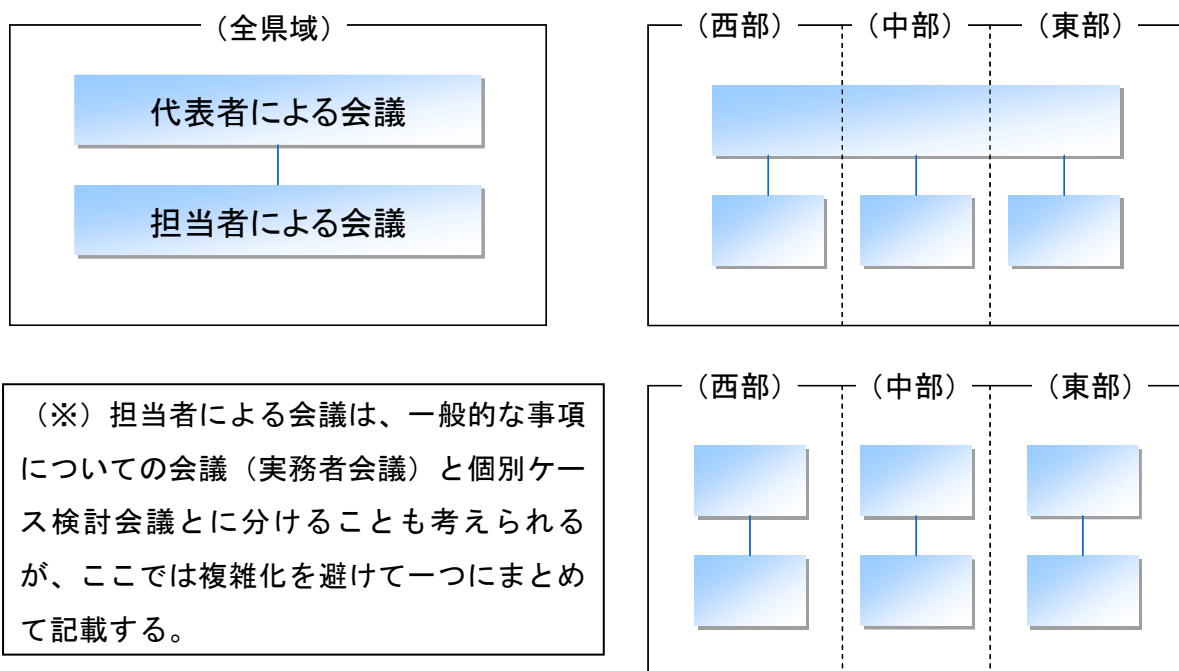 （全県域）
代表者による会議
担当者による会議
（西部） （中部） （東部）
（※）担当者による会議は、一般的な事項
についての会議（実務者会議）と個別ケー
ス検討会議とに分けることも考えられる
が、ここでは複雑化を避けて一つにまとめ
て記載する。
（西部） （中部） （東部）